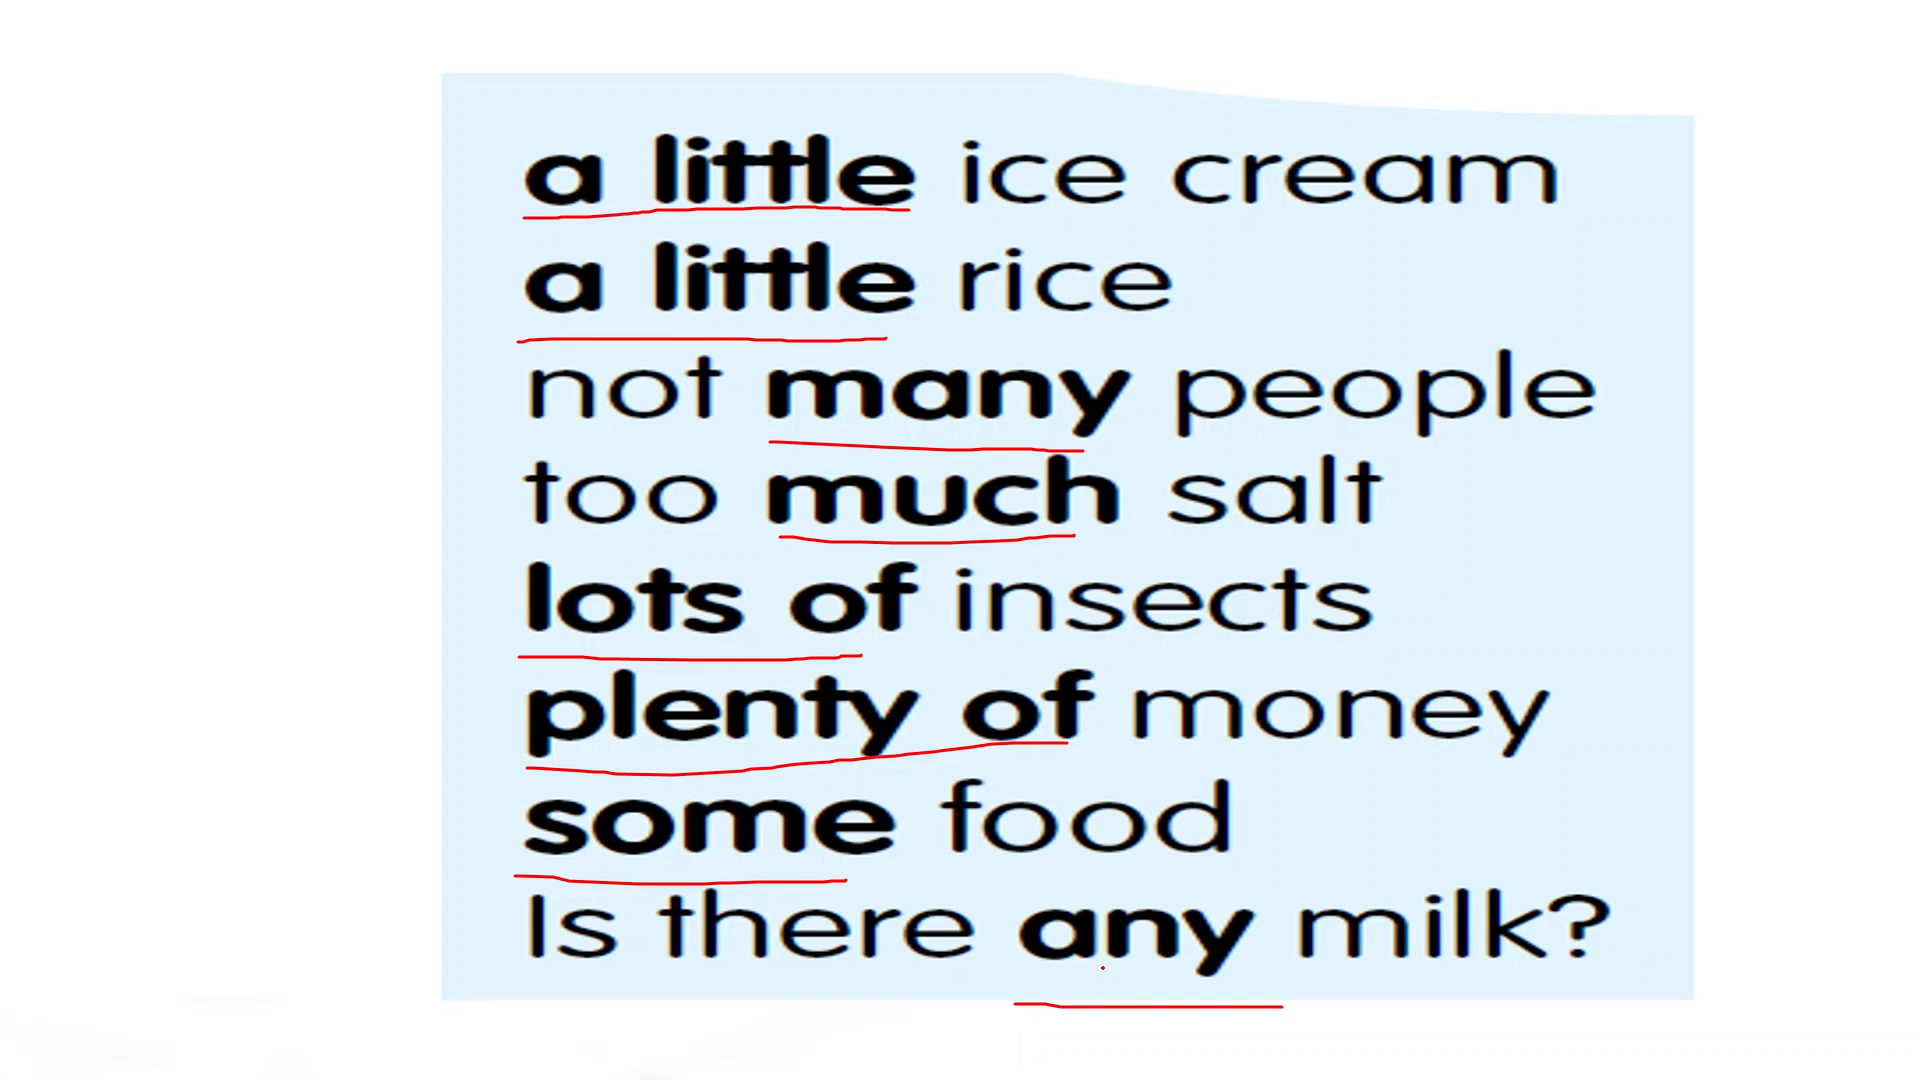 a little ice cream
a little rice
not many people
too much salt
lots of insects
plenty of money
some food
Is there any milk?